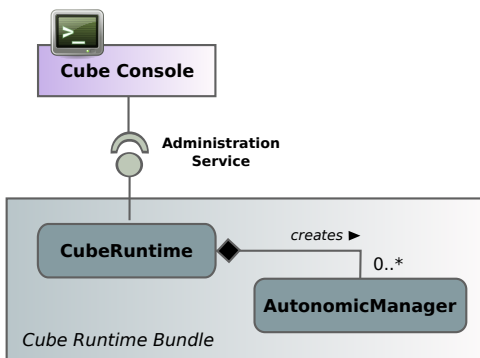 >_
Cube Console
Administration
Service
CubeRuntime
creates ►
0..*
AutonomicManager
Cube Runtime Bundle